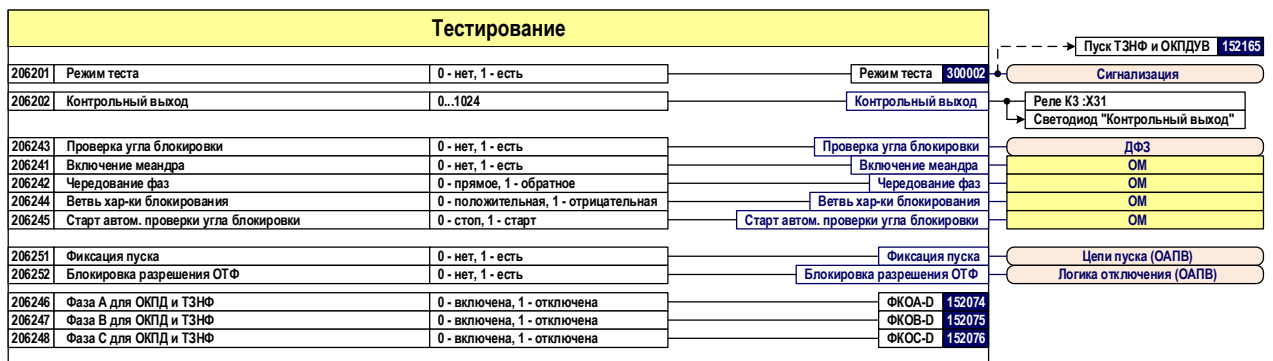 Тестирование
Пуск ТЗНФ и ОКПДУВ 152165
206201 Режим теста 0 - нет, 1 - есть Режим теста 300002 Сигнализация
206202 Контрольный выход 0...1024 Контрольный выход Реле К3 :X31
Светодиод "Контрольный выход"
206243 Проверка угла блокировки 0 - нет, 1 - есть Проверка угла блокировки ДФЗ
206241 Включение меандра 0 - нет, 1 - есть Включение меандра ОМ
206242 Чередование фаз 0 - прямое, 1 - обратное Чередование фаз ОМ
206244 Ветвь хар-ки блокирования 0 - положительная, 1 - отрицательная Ветвь хар-ки блокирования ОМ
206245 Старт автом. проверки угла блокировки 0 - стоп, 1 - старт Старт автом. проверки угла блокировки ОМ
206251 Фиксация пуска 0 - нет, 1 - есть Фиксация пуска Цепи пуска (ОАПВ)
206252 Блокировка разрешения ОТФ 0 - нет, 1 - есть Блокировка разрешения ОТФ Логика отключения (ОАПВ)
206246 Фаза А для ОКПД и ТЗНФ 0 - включена, 1 - отключена ФКОА-D 152074
206247 Фаза В для ОКПД и ТЗНФ 0 - включена, 1 - отключена ФКОВ-D 152075
206248 Фаза С для ОКПД и ТЗНФ 0 - включена, 1 - отключена ФКОС-D 152076